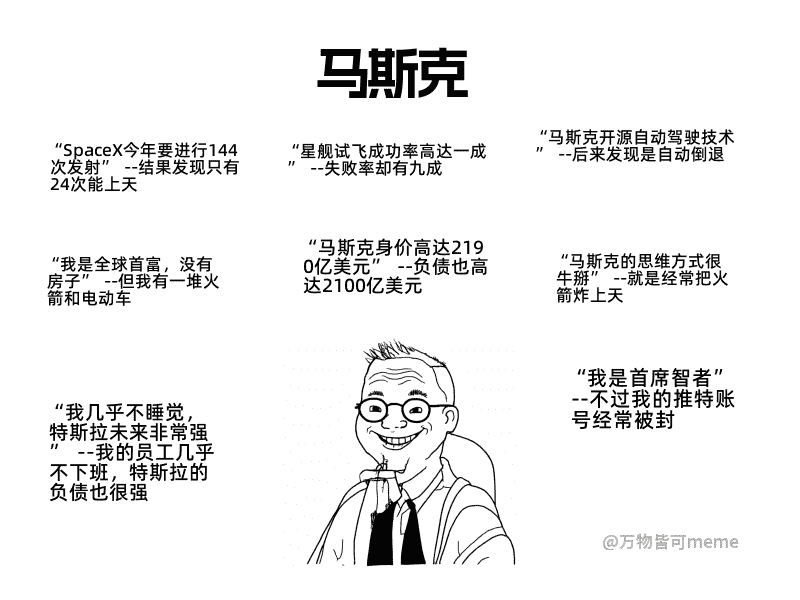 马斯克
“SpaceX今年要进行144
次发射” --结果发现只有
24次能上天
“星舰试飞成功率高达一成
” --失败率却有九成
“马斯克开源自动驾驶技术
” --后来发现是自动倒退
“我是全球首富，没有
房子” --但我有一堆火
箭和电动车
“马斯克身价高达219
0亿美元” --负债也高
达2100亿美元
“马斯克的思维方式很
牛掰” --就是经常把火
箭炸上天
“我几乎不睡觉，
特斯拉未来非常强
” --我的员工几乎
不下班，特斯拉的
负债也很强
“我是首席智者”
--不过我的推特账
号经常被封
@万物皆可meme